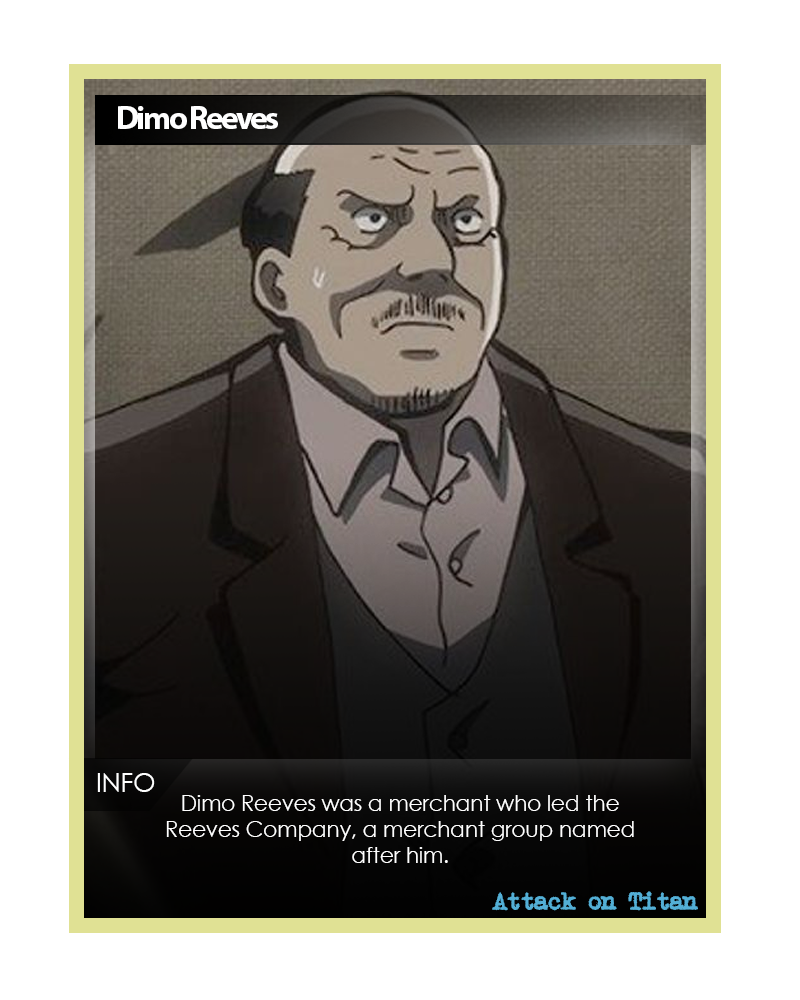 Dimo Reeves
INFO
Dimo Reeves was a merchant who led the
Reeves Company, a merchant group named
after him.
Attack on Titan